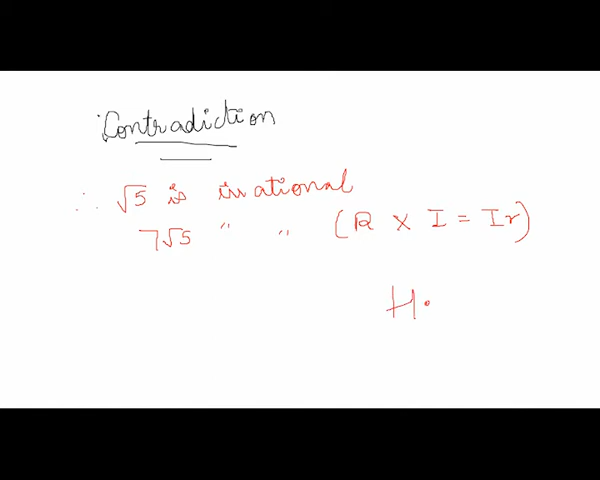 Contradiction
∴ √5 is irrational
7√5 " " (R × I = Ir)
H.